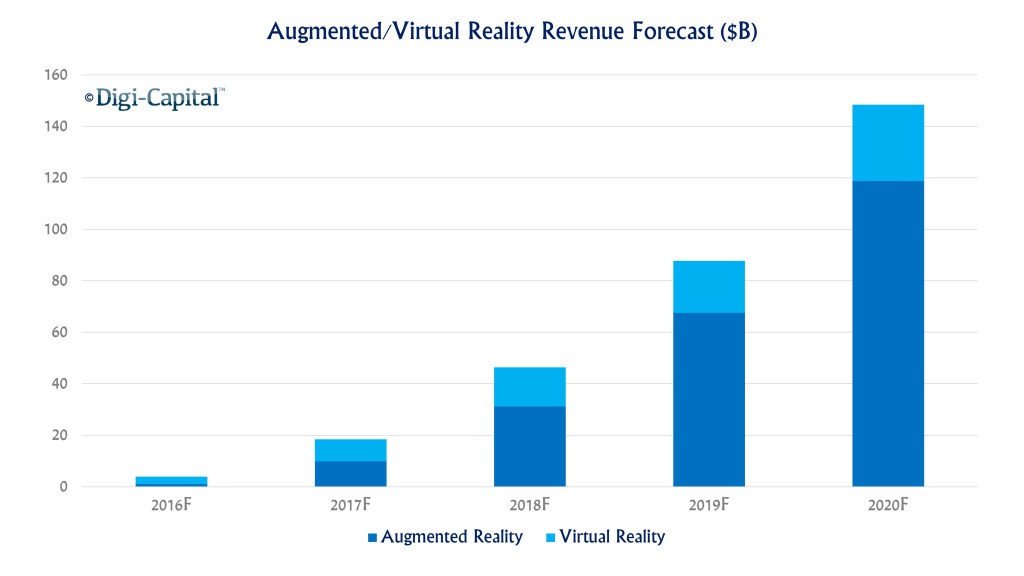 Augmented/Virtual Reality Revenue Forecast ($B)
160
© Digi-Capital™
140
120
100
80
60
40
20
0
2016F 2017F 2018F 2019F 2020F
Augmented Reality Virtual Reality